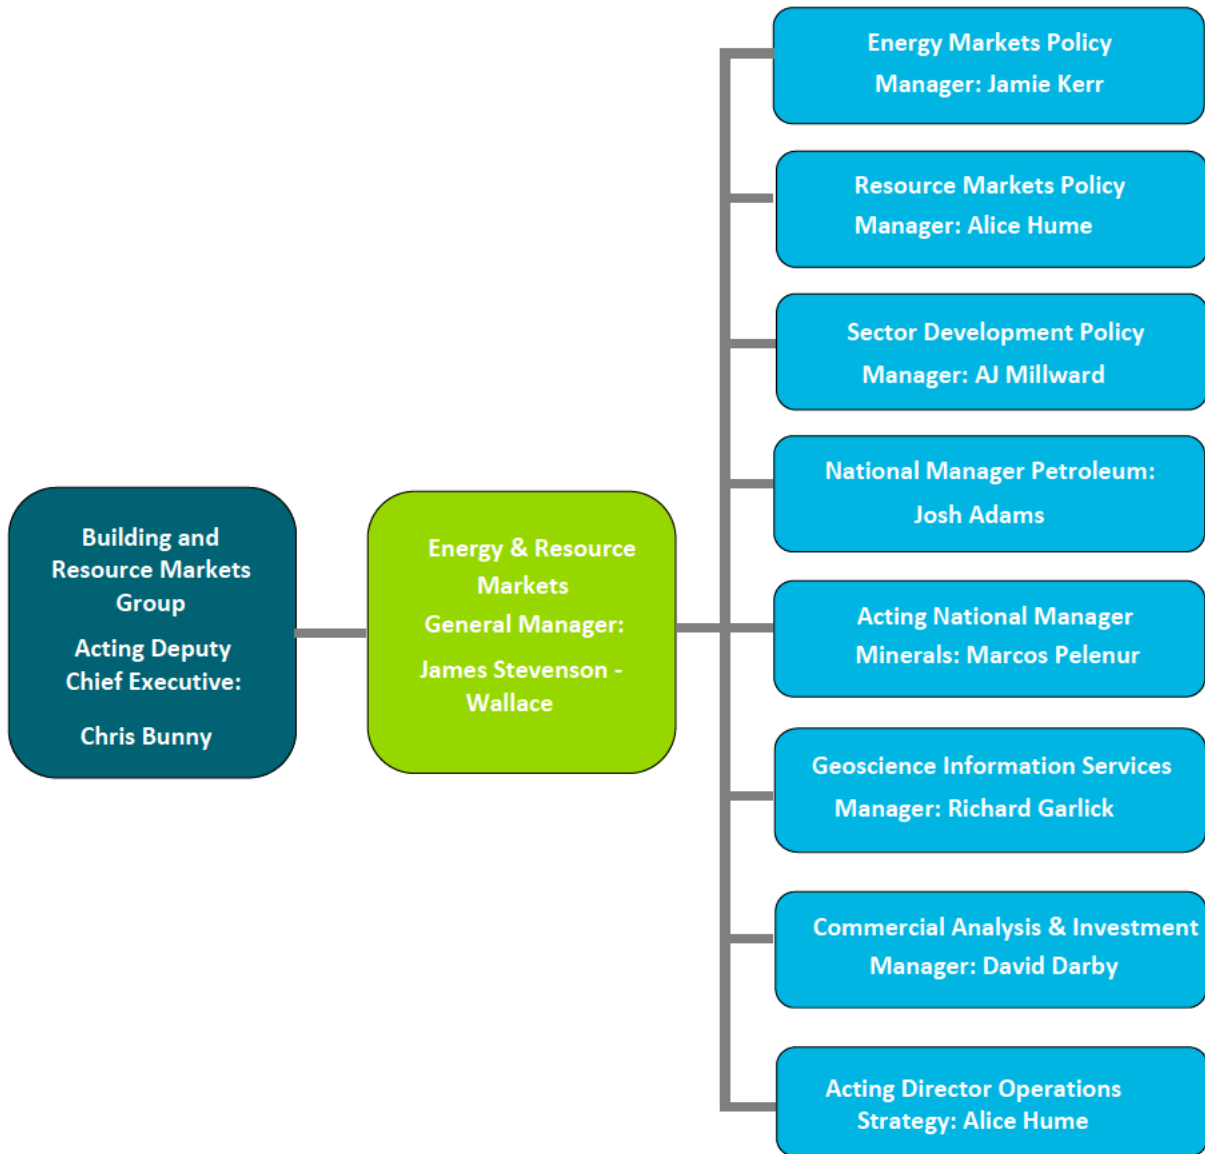 Building and
Resource Markets
Group
Acting Deputy
Chief Executive:
Chris Bunny
Energy & Resource
Markets
General Manager:
James Stevenson -
Wallace
Energy Markets Policy
Manager: Jamie Kerr
Resource Markets Policy
Manager: Alice Hume
Sector Development Policy
Manager: AJ Millward
National Manager Petroleum:
Josh Adams
Acting National Manager
Minerals: Marcos Pelenur
Geoscience Information Services
Manager: Richard Garlick
Commercial Analysis & Investment
Manager: David Darby
Acting Director Operations
Strategy: Alice Hume